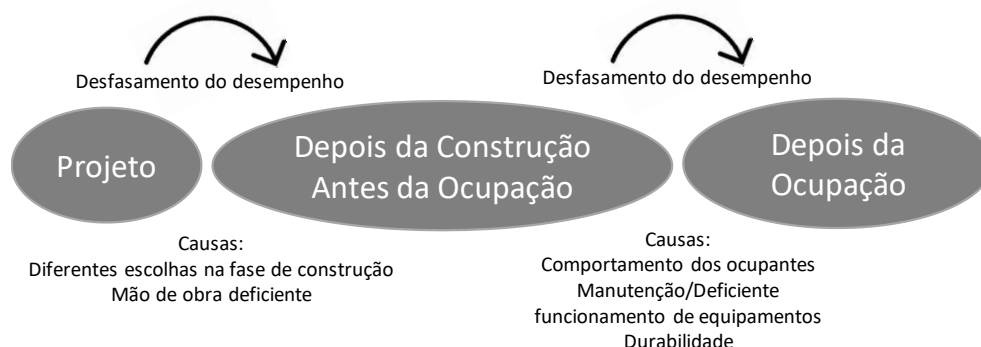 Desfasamento do desempenho
Desfasamento do desempenho
Projeto
Depois da Construção
Antes da Ocupação
Depois da
Ocupação
Causas:
Diferentes escolhas na fase de construção
Mão de obra deficiente
Causas:
Comportamento dos ocupantes
Manutenção/Deficiente
funcionamento de equipamentos
Durabilidade